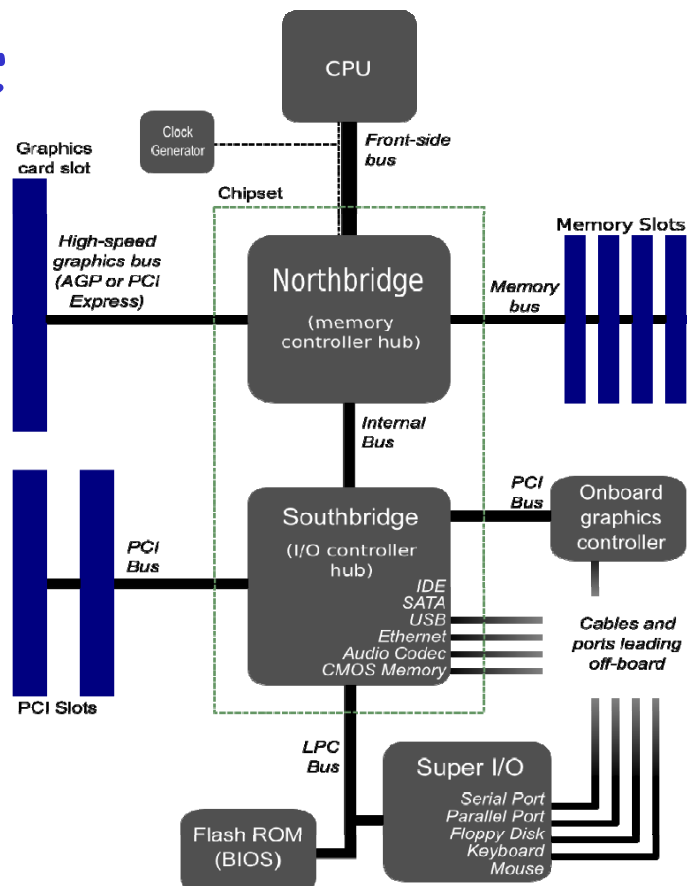 CPU
Clock
Generator
Front-side
bus
Graphics
card slot
Chipset
High-speed
graphics bus
(AGP or PCI
Express)
Northbridge
(memory
controller hub)
Memory
bus
Memory Slots
Internal
Bus
PCI
Bus
Southbridge
(I/O controller
hub)
IDE
SATA
USB
Ethernet
Audio Codec
CMOS Memory
PCI
Bus
Onboard
graphics
controller
Cables and
ports leading
off-board
PCI Slots
LPC
Bus
Super I/O
Serial Port
Parallel Port
Floppy Disk
Keyboard
Mouse
Flash ROM
(BIOS)